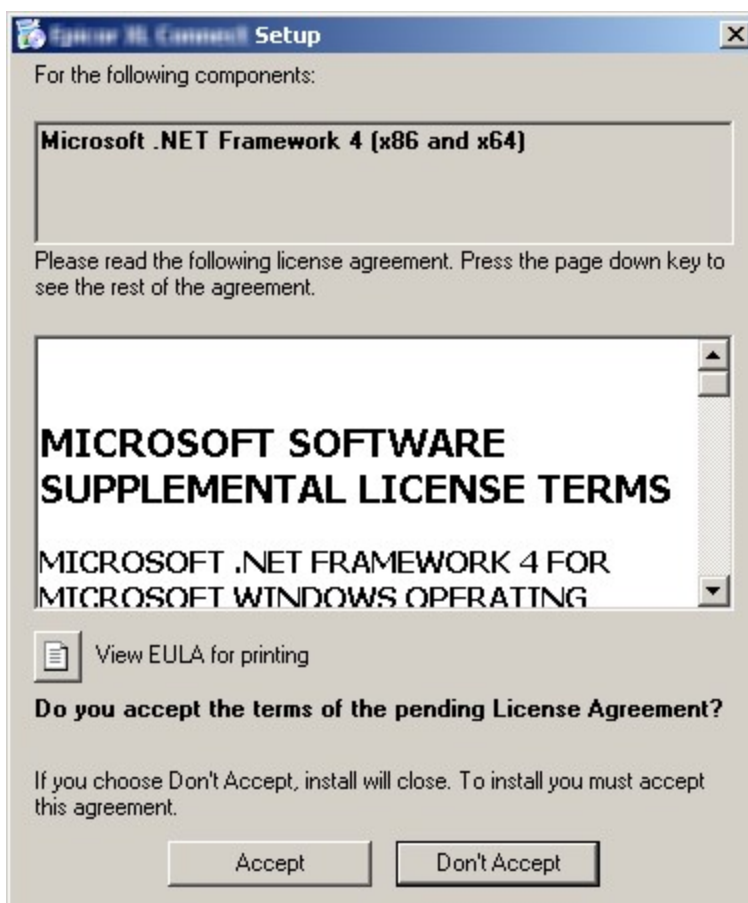 Setup
For the following components:
Microsoft .NET Framework 4 (x86 and x64)
Please read the following license agreement. Press the page down key to
see the rest of the agreement.
MICROSOFT SOFTWARE
SUPPLEMENTAL LICENSE TERMS
MICROSOFT .NET FRAMEWORK 4 FOR
MICROSOFT WINDOWS OPERATING
View EULA for printing
Do you accept the terms of the pending License Agreement?
If you choose Don't Accept, install will close. To install you must accept
this agreement.
Accept
Don't Accept